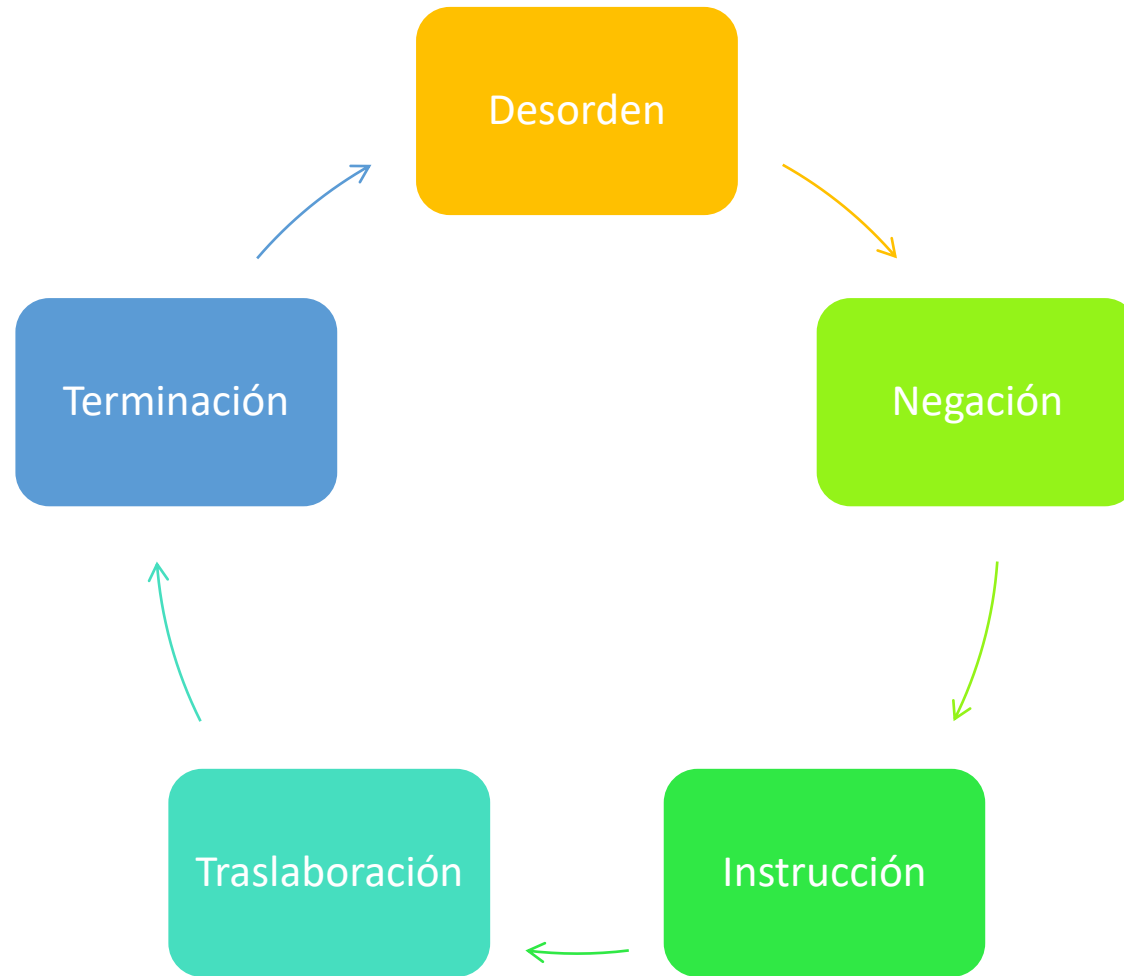 Desorden
Negación
Instrucción
Traslaboración
Terminación